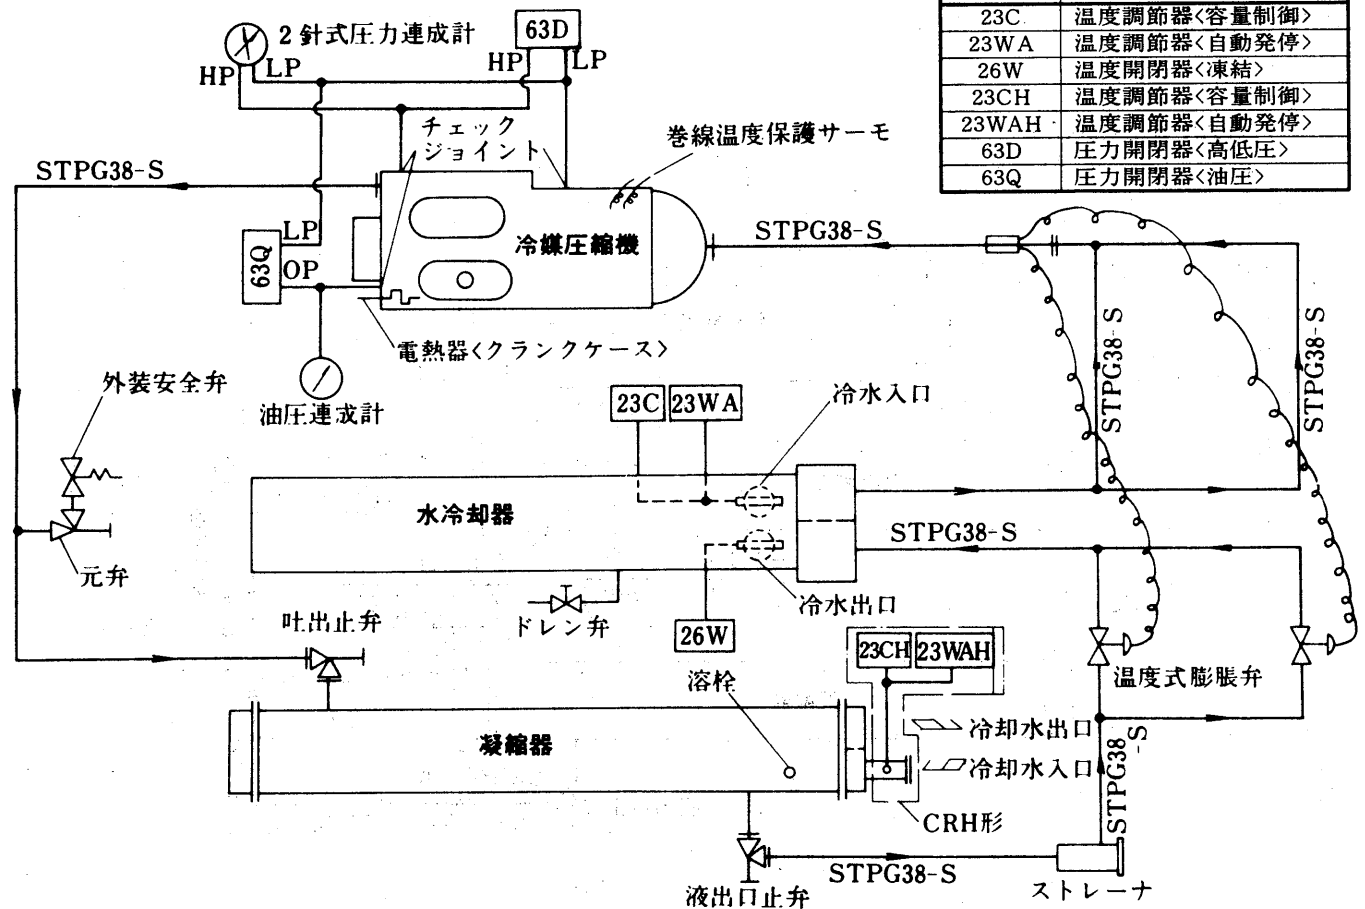 23C 温度調節器<容量制御>
23WA 温度調節器<自動発停>
26W 温度開閉器<凍結>
23CH 温度調節器<容量制御>
23WAH 温度調節器<自動発停>
63D 圧力開閉器<高低圧>
63Q 圧力開閉器<油圧>
2針式圧力連成計
63D
HP LP
HP LP
チェック
ジョイント
巻線温度保護サーモ
STPG38-S
LP
63Q
OP
冷媒圧縮機
STPG38-S
電熱器<クランクケース>
油圧連成計
外装安全弁
元弁
23C
23WA
冷水入口
STPG38-S
STPG38-S
水冷却器
STPG38-S
冷水出口
ドレン弁
26W
吐出止弁
23CH
23WAH
温度式膨脹弁
溶栓
凝縮器
冷却水出口
冷却水入口
CRH形
STPG38-S
STPG38-S
液出口止弁
ストレーナ